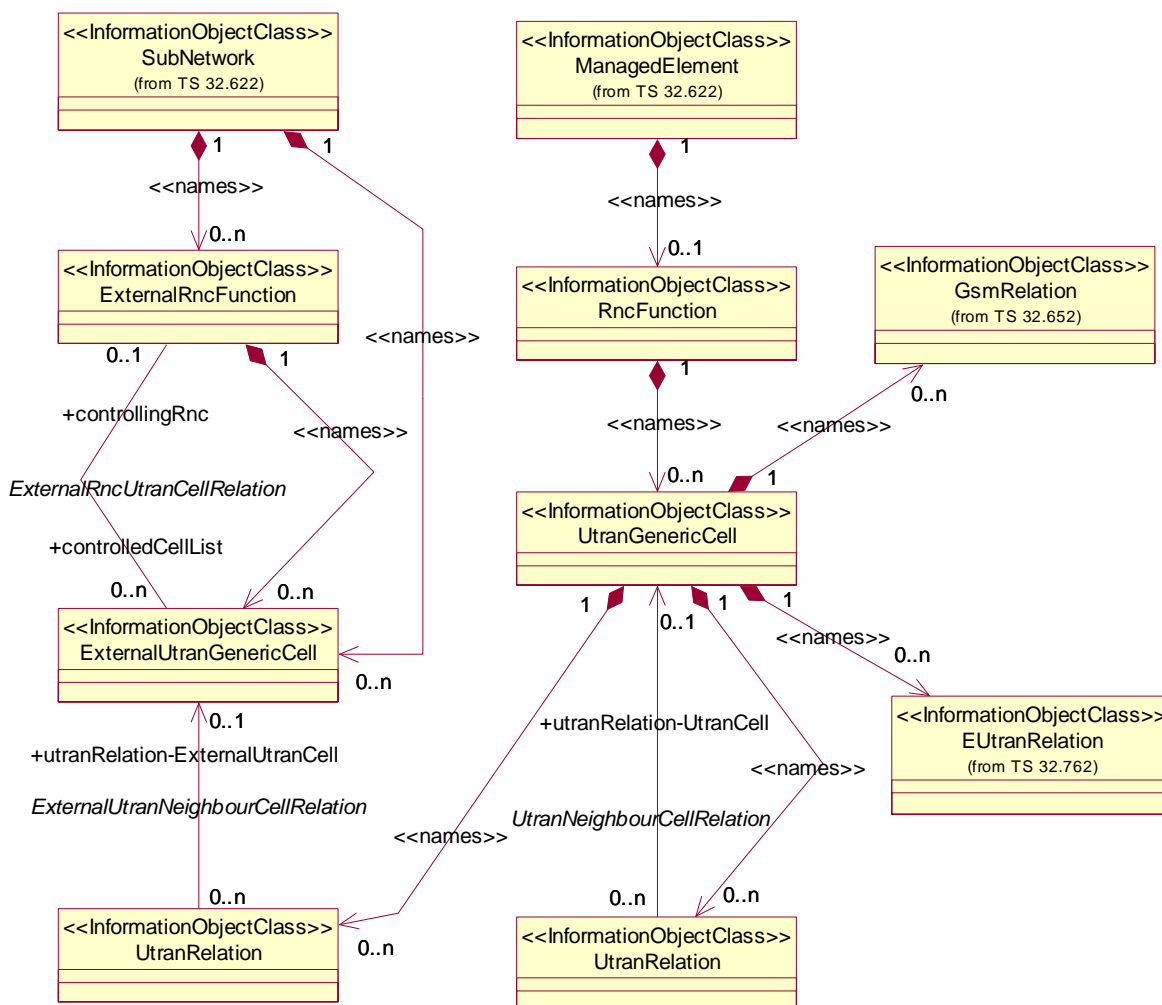 <<InformationObjectClass>>
SubNetwork
(from TS 32.622)
<<InformationObjectClass>>
ManagedElement
(from TS 32.622)
1
1
1
<<names>>
<<names>>
0..n
0..1
<<InformationObjectClass>>
ExternalRncFunction
<<InformationObjectClass>>
RncFunction
<<InformationObjectClass>>
GsmRelation
(from TS 32.652)
<<names>>
0..1
1
1
0..n
+controllingRnc
<<names>>
<<names>>
<<names>>
ExternalRncUtranCellRelation
0..n
1
+controlledCellList
<<InformationObjectClass>>
UtranGenericCell
0..n
0..n
1
0..1
1
1
<<InformationObjectClass>>
ExternalUtranGenericCell
<<names>>
0..n
0..n
0..1
+utranRelation-ExternalUtranCell
+utranRelation-UtranCell
<<InformationObjectClass>>
EUtranRelation
(from TS 32.762)
<<names>>
ExternalUtranNeighbourCellRelation
UtranNeighbourCellRelation
<<names>>
0..n
0..n
0..n
<<InformationObjectClass>>
UtranRelation
0..n
<<InformationObjectClass>>
UtranRelation